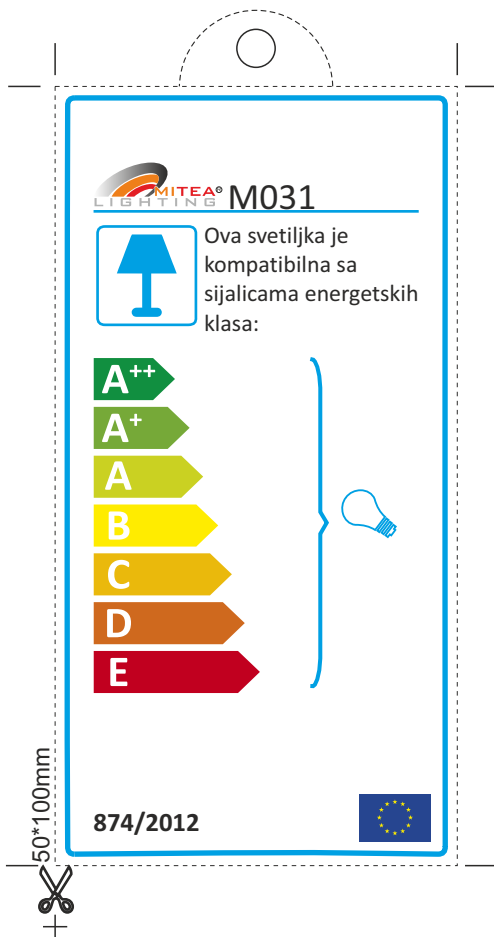 MITEA® M031
LIGHTING
Ova svetiljka je
kompatibilna sa
sijalicama energetskih
klasa:
A++
A+
A
B
C
D
E
874/2012
50*100mm